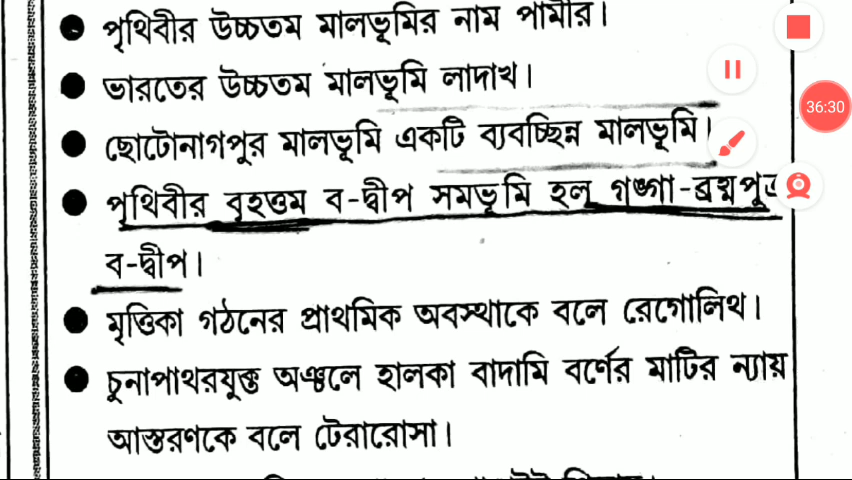 পৃথিবীর উচ্চতম মালভূমির নাম পামীর।
ভারতের উচ্চতম মালভূমি লাদাখ।
36:30
ছোটোনাগপুর মালভূমি একটি ব্যবচ্ছিন্ন মালভূমি।
পৃথিবীর বৃহত্তম ব-দ্বীপ সমভূমি হল গঙ্গা-ব্রহ্মপুত্র
ব-দ্বীপ।
মৃত্তিকা গঠনের প্রাথমিক অবস্থাকে বলে রেগোলিথ।
চুনাপাথরযুক্ত অঞ্চলে হালকা বাদামি বর্ণের মাটির ন্যায়
আস্তরণকে বলে টেরারোসা।